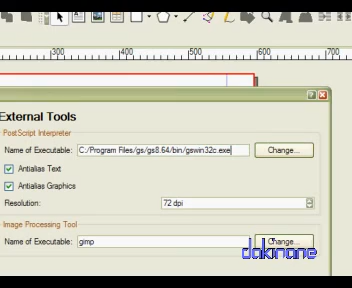 300 400 500 600 700
External Tools
PostScript Interpreter
Name of Executable: C:/Program Files/gs/gs8.64/bin/gswin32c.exe Change...
Antialias Text
Antialias Graphics
Resolution: 72 dpi
Image Processing Tool
Name of Executable: gimp Change...
dakinane